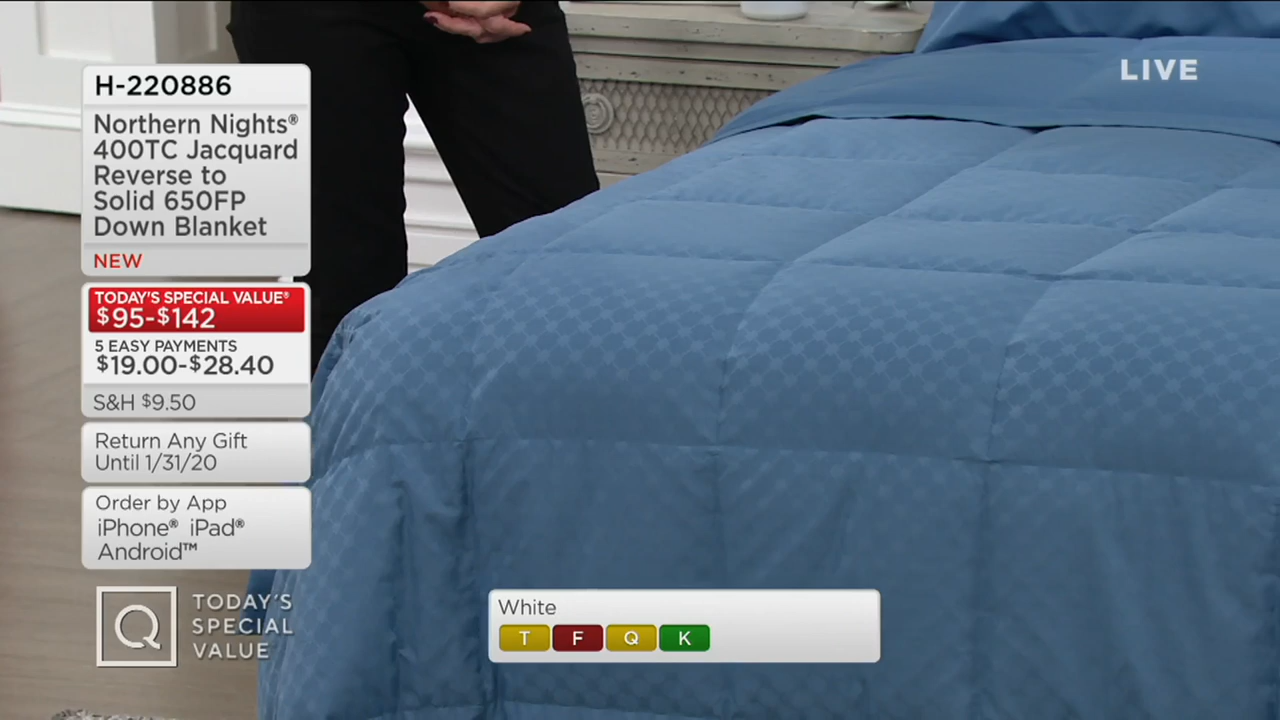 LIVE
H-220886
Northern Nights®
400TC Jacquard
Reverse to
Solid 650FP
Down Blanket
NEW
TODAY'S SPECIAL VALUE®
$95-$142
5 EASY PAYMENTS
$19.00-$28.40
S&H $9.50
Return Any Gift
Until 1/31/20
Order by App
iPhone® iPad®
Android™
Q
TODAY'S
SPECIAL
VALUE
White
T F Q K